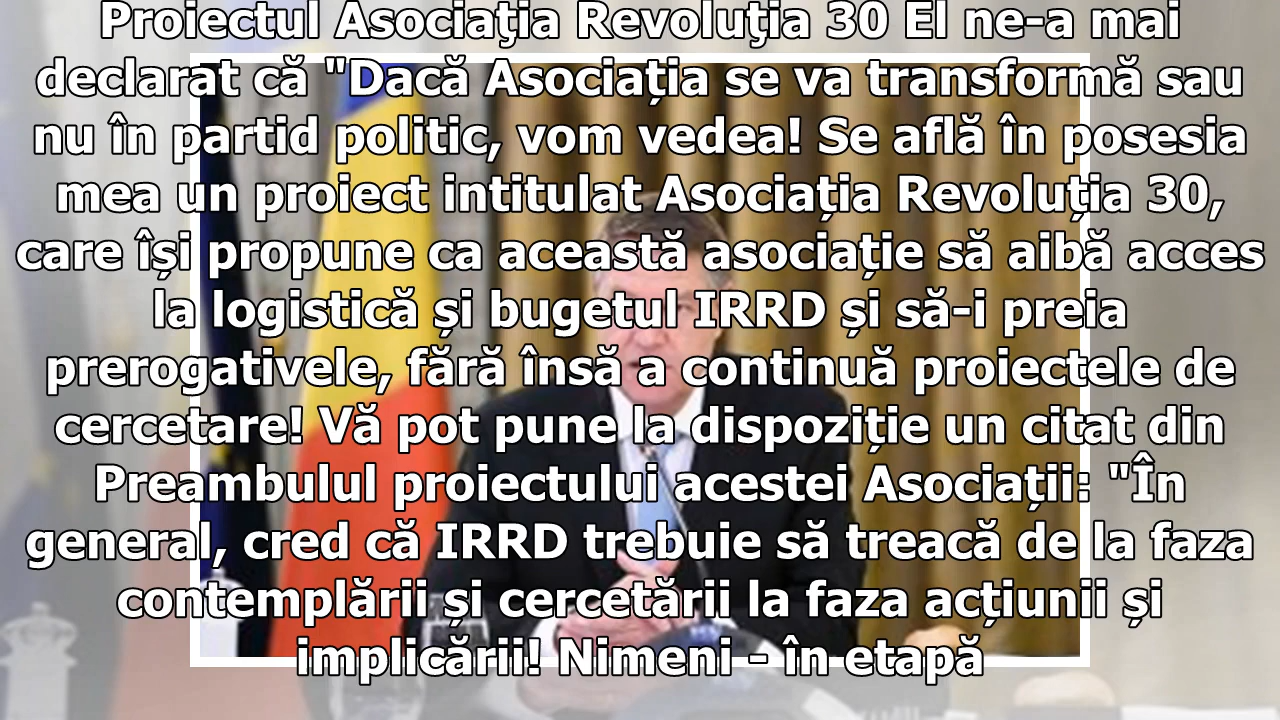 Proiectul Asociaţia Revoluţia 30 El ne-a mai
declarat că "Dacă Asociația se va transformă sau
nu în partid politic, vom vedea! Se află în posesia
mea un proiect intitulat Asociația Revoluția 30,
care își propune ca această asociație să aibă acces
la logistică și bugetul IRRD și să-i preia
prerogativele, fără însă a continuă proiectele de
cercetare! Vă pot pune la dispoziție un citat din
Preambulul proiectului acestei Asociații: "În
general, cred că IRRD trebuie să treacă de la faza
contemplării și cercetării la faza acțiunii și
implicării! Nimeni - în etapă